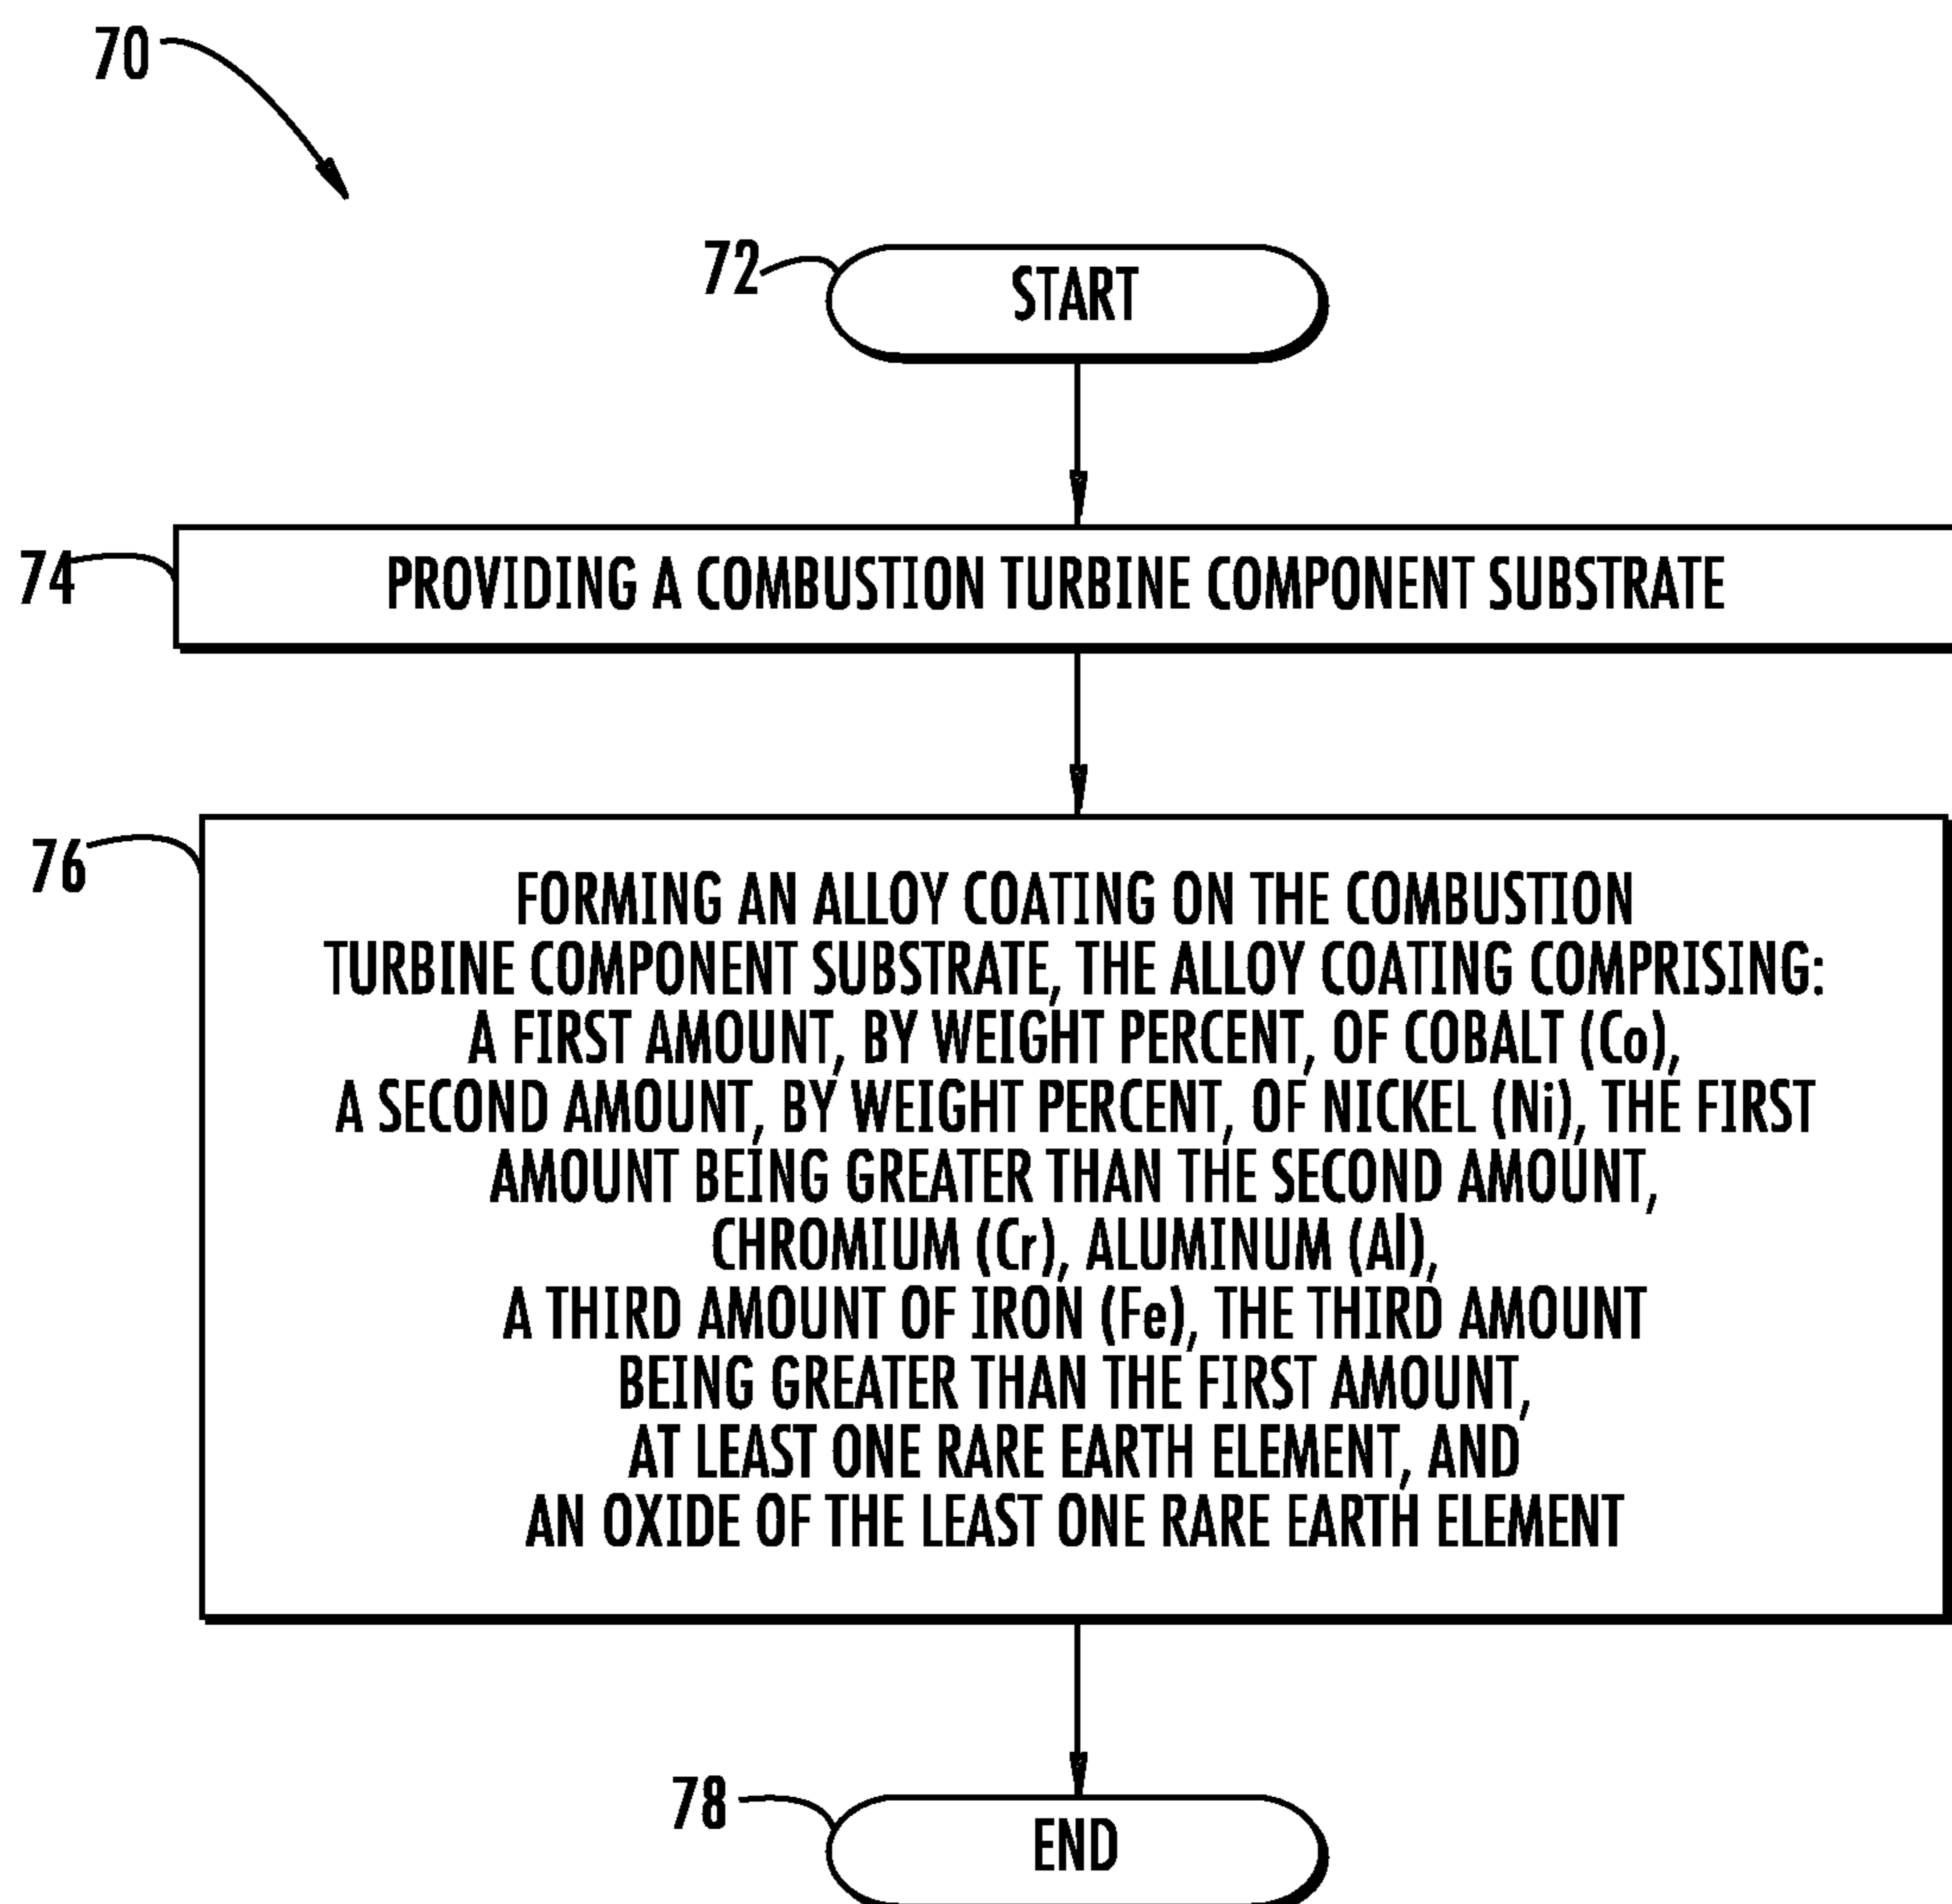 70
72
START
74
PROVIDING A COMBUSTION TURBINE COMPONENT SUBSTRATE
76
FORMING AN ALLOY COATING ON THE COMBUSTION
TURBINE COMPONENT SUBSTRATE, THE ALLOY COATING COMPRISING:
A FIRST AMOUNT, BY WEIGHT PERCENT, OF COBALT (Co),
A SECOND AMOUNT, BY WEIGHT PERCENT, OF NICKEL (Ni), THE FIRST
AMOUNT BEING GREATER THAN THE SECOND AMOUNT,
CHROMIUM (Cr), ALUMINUM (Al),
A THIRD AMOUNT OF IRON (Fe), THE THIRD AMOUNT
BEING GREATER THAN THE FIRST AMOUNT,
AT LEAST ONE RARE EARTH ELEMENT, AND
AN OXIDE OF THE LEAST ONE RARE EARTH ELEMENT
78
END